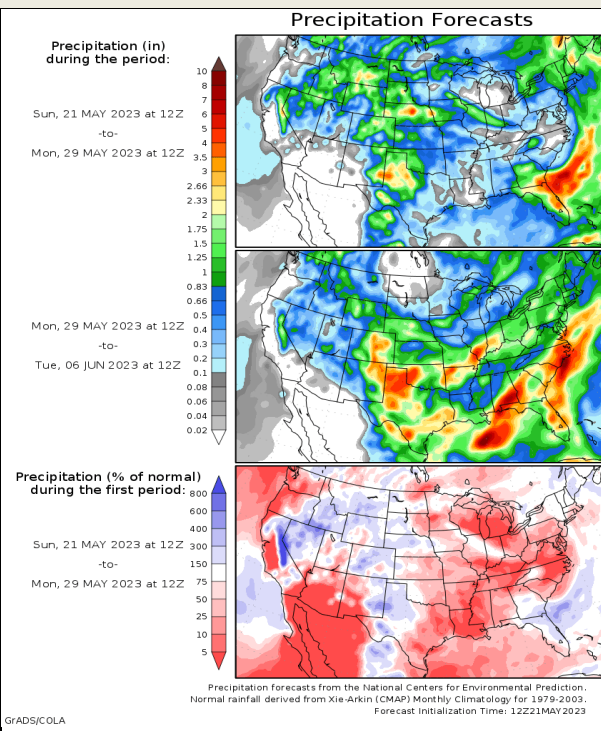 Precipitation Forecasts
Precipitation (in)
during the period:
Sun, 21 MAY 2023 at 12Z
-to-
Mon, 29 MAY 2023 at 12Z
10
8
7
6
5
4
3.5
3
2.66
2.33
2
1.75
1.5
1.25
1
0.83
0.66
0.5
0.4
0.3
0.2
0.1
0.08
0.06
0.04
0.02
Mon, 29 MAY 2023 at 12Z
-to-
Tue, 06 JUN 2023 at 12Z
Precipitation (% of normal)
during the first period:
Sun, 21 MAY 2023 at 12Z
-to-
Mon, 29 MAY 2023 at 12Z
800
600
400
300
150
75
50
25
10
5
Precipitation forecasts from the National Centers for Environmental Prediction.
Normal rainfall derived from Xie-Arkin (CMAP) Monthly Climatology for 1979-2003.
Forecast Initialization Time: 12Z21MAY2023
GrADS/COLA